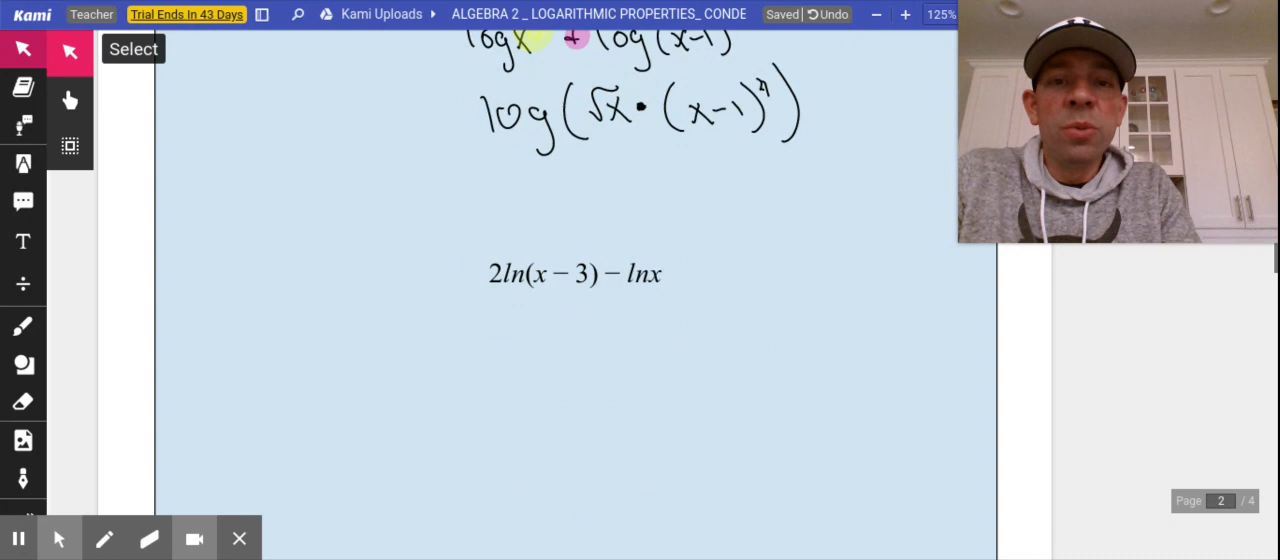 Kami Teacher Trial Ends In 43 Days Kami Uploads ALGEBRA 2 _ LOGARITHMIC PROPERTIES_ CONDE Saved Undo 125%
Select
log(√x • (x-1)⁴)
2ln(x − 3) − lnx
Page 2 / 4